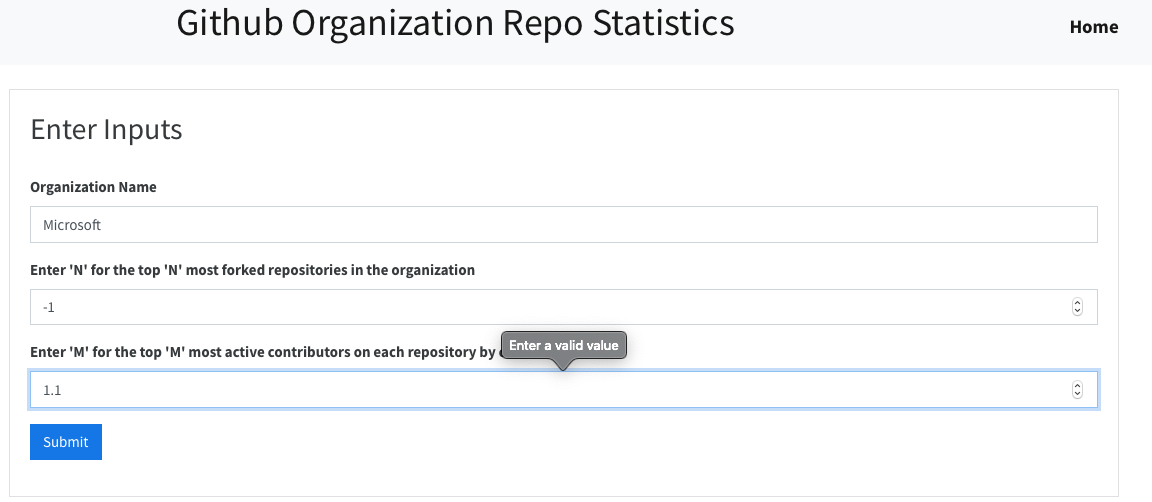 Github Organization Repo Statistics
Home
Enter Inputs
Organization Name
Microsoft
Enter 'N' for the top 'N' most forked repositories in the organization
-1
Enter 'M' for the top 'M' most active contributors on each repository by
Enter a valid value
1.1
Submit